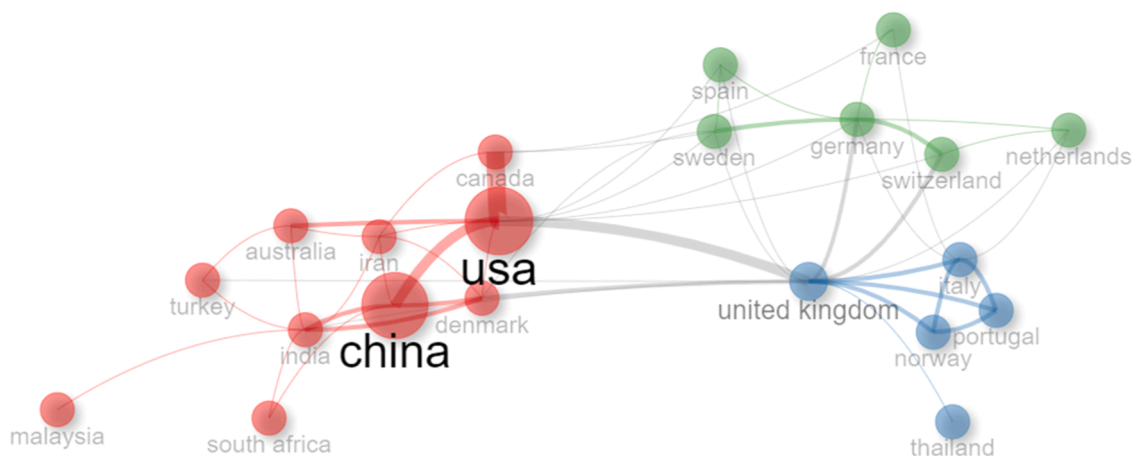 france
spain
germany
sweden
netherlands
switzerland
canada
australia
iran
usa
turkey
italy
denmark
united kingdom
portugal
india
china
norway
malaysia
south africa
thailand